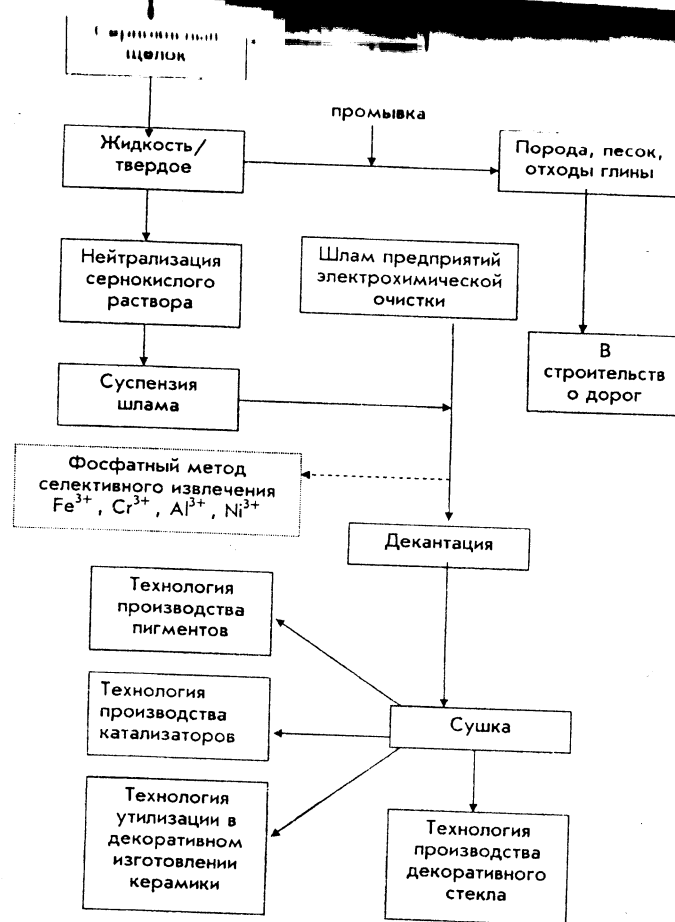 щелок
промывка
Жидкость/
твердое
Порода, песок,
отходы глины
Нейтрализация
сернокислого
раствора
Шлам предприятий
электрохимической
очистки
В
строительств
о дорог
Суспензия
шлама
Фосфатный метод
селективного извлечения
Fe³⁺ , Cr³⁺ , Al³⁺ , Ni³⁺
Декантация
Технология
производства
пигментов
Технология
производства
катализаторов
Сушка
Технология
утилизации в
декоративном
изготовлении
керамики
Технология
производства
декоративного
стекла